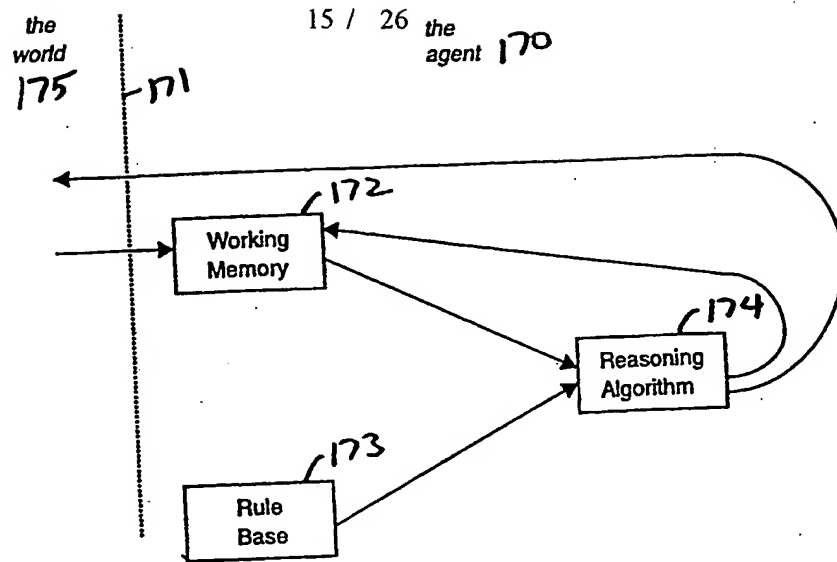 15 / 26
the
world
175
171
the
agent 170
172
Working
Memory
174
Reasoning
Algorithm
173
Rule
Base